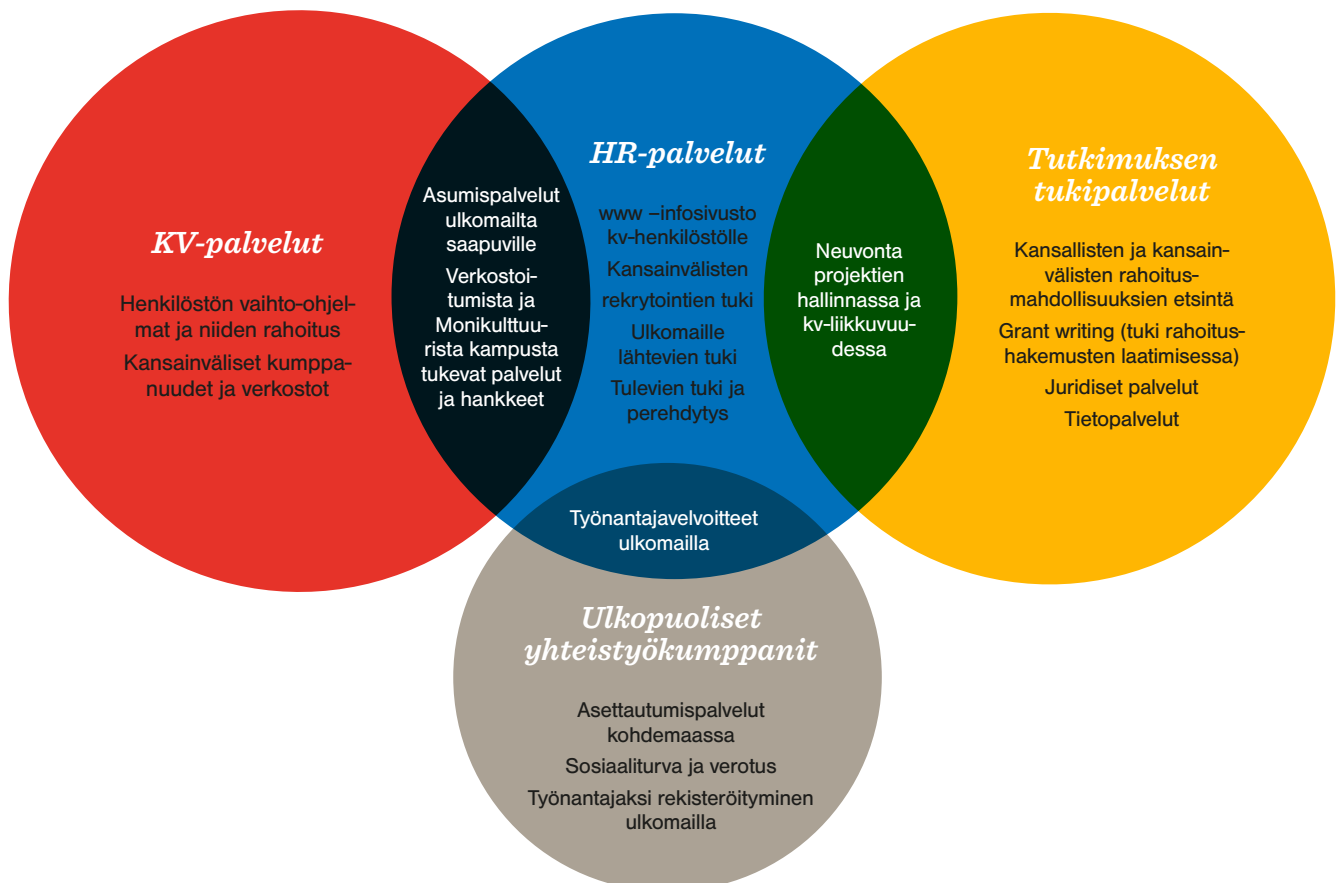 KV-palvelut
Henkilöstön vaihto-ohjel-
mat ja niiden rahoitus
Kansainväliset kumppa-
nuudet ja verkostot
Asumispalvelut
ulkomailta
saapuville
Verkostoi-
tumista ja
Monikulttuu-
rista kampusta
tukevat palvelut
ja hankkeet
HR-palvelut
www –infosivusto
kv-henkilöstölle
Kansainvälisten
rekrytointien tuki
Ulkomaille
lähtevien tuki
Tulevien tuki ja
perehdytys
Neuvonta
projektien
hallinnassa ja
kv-liikkuvuu-
dessa
Tutkimuksen
tukipalvelut
Kansallisten ja kansain-
välisten rahoitus-
mahdollisuuksien etsintä
Grant writing (tuki rahoitus-
hakemusten laatimisessa)
Juridiset palvelut
Tietopalvelut
Työnantajavelvoitteet
ulkomailla
Ulkopuoliset
yhteistyökumppanit
Asettautumispalvelut
kohdemaassa
Sosiaaliturva ja verotus
Työnantajaksi rekisteröityminen
ulkomailla